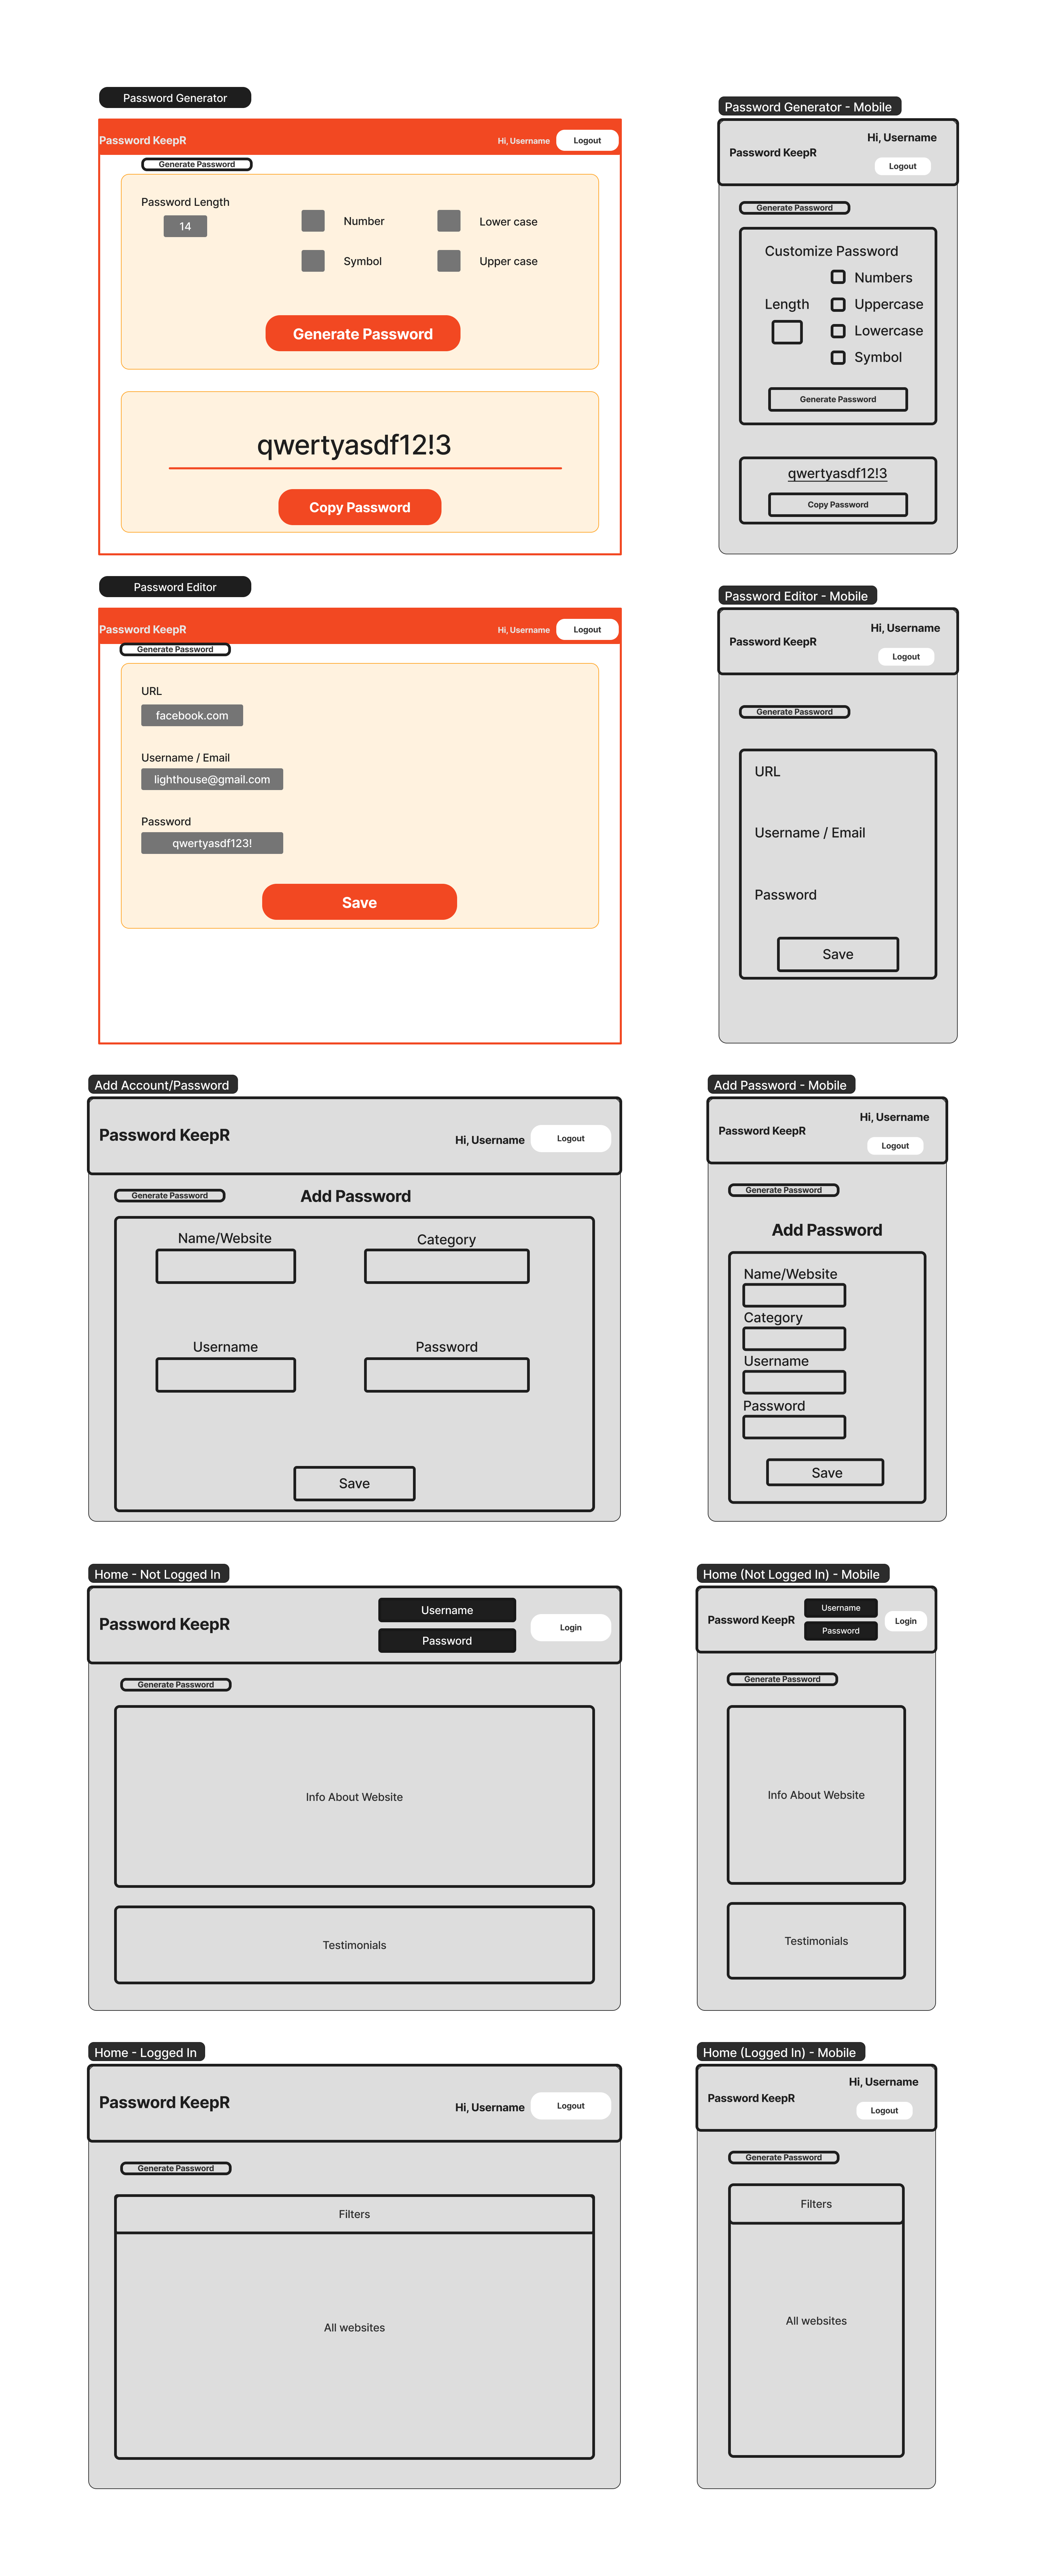 Password Generator
Password KeepR
Hi, Username
Logout
Generate Password
Password Length
14
Number
Lower case
Symbol
Upper case
Generate Password
qwertyasdf12!3
Copy Password
Password Generator - Mobile
Hi, Username
Password KeepR
Logout
Generate Password
Customize Password
Numbers
Length
Uppercase
Lowercase
Symbol
Generate Password
qwertyasdf12!3
Copy Password
Password Editor
Password KeepR
Hi, Username
Logout
Generate Password
URL
facebook.com
Username / Email
lighthouse@gmail.com
Password
qwertyasdf123!
Save
Password Editor - Mobile
Hi, Username
Password KeepR
Logout
Generate Password
URL
Username / Email
Password
Save
Add Account/Password
Password KeepR
Hi, Username
Logout
Generate Password
Add Password
Name/Website
Category
Username
Password
Save
Add Password - Mobile
Hi, Username
Password KeepR
Logout
Generate Password
Add Password
Name/Website
Category
Username
Password
Save
Home - Not Logged In
Password KeepR
Username
Password
Login
Generate Password
Info About Website
Testimonials
Home (Not Logged In) - Mobile
Password KeepR
Username
Password
Login
Generate Password
Info About Website
Testimonials
Home - Logged In
Password KeepR
Hi, Username
Logout
Generate Password
Filters
All websites
Home (Logged In) - Mobile
Hi, Username
Password KeepR
Logout
Generate Password
Filters
All websites